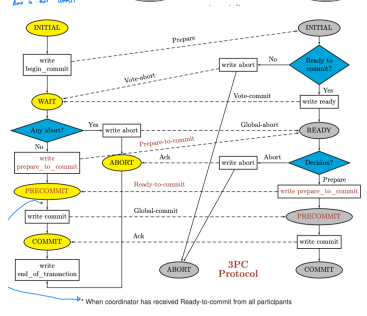 INITIAL
INITIAL
Prepare
write
begin_commit
Ready to
commit?
No
write abort
Vote-abort
Yes
WAIT
Vote-commit
write ready
Any abort?
Yes
write abort
Global-abort
READY
No
Prepare-to-commit
write
prepare_to_commit
ABORT
Ack
write abort
Abort
Decision?
Prepare
PRECOMMIT
Ready-to-commit
write prepare_to_commit
write commit
Global-commit
PRECOMMIT
COMMIT
Ack
write commit
write
end_of_transaction
ABORT
3PC
Protocol
COMMIT
When coordinator has received Ready-to-commit from all participants